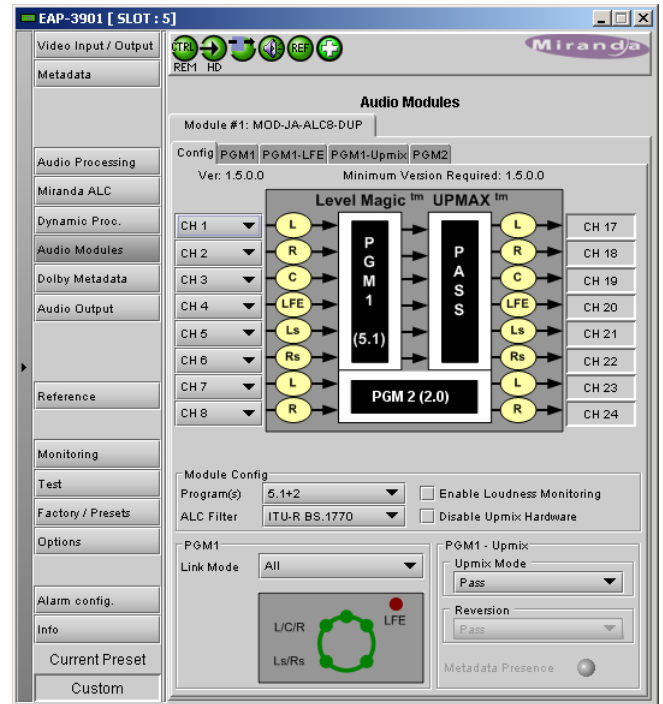 EAP-3901 [ SLOT : 5]
Video Input / Output
Metadata
Audio Processing
Miranda ALC
Dynamic Proc.
Audio Modules
Dolby Metadata
Audio Output
Reference
Monitoring
Test
Factory / Presets
Options
Alarm config.
Info
Current Preset
Custom
CTRL REF
REM HD
Miranda
Audio Modules
Module #1: MOD-JA-ALC8-DUP
Config PGM1 PGM1-LFE PGM1-Upmix PGM2
Ver: 1.5.0.0 Minimum Version Required: 1.5.0.0
Level Magic tm UPMAX tm
CH 1 L L CH 17
CH 2 R R CH 18
CH 3 C C CH 19
CH 4 LFE LFE CH 20
CH 5 Ls Ls CH 21
CH 6 Rs Rs CH 22
CH 7 L L CH 23
CH 8 R R CH 24
PGM1 (5.1)
PASS
PGM 2 (2.0)
Module Config
Program(s) 5.1+2 Enable Loudness Monitoring
ALC Filter ITU-R BS.1770 Disable Upmix Hardware
PGM1
Link Mode All
L/C/R LFE
Ls/Rs
PGM1 - Upmix
Upmix Mode
Pass
Reversion
Pass
Metadata Presence